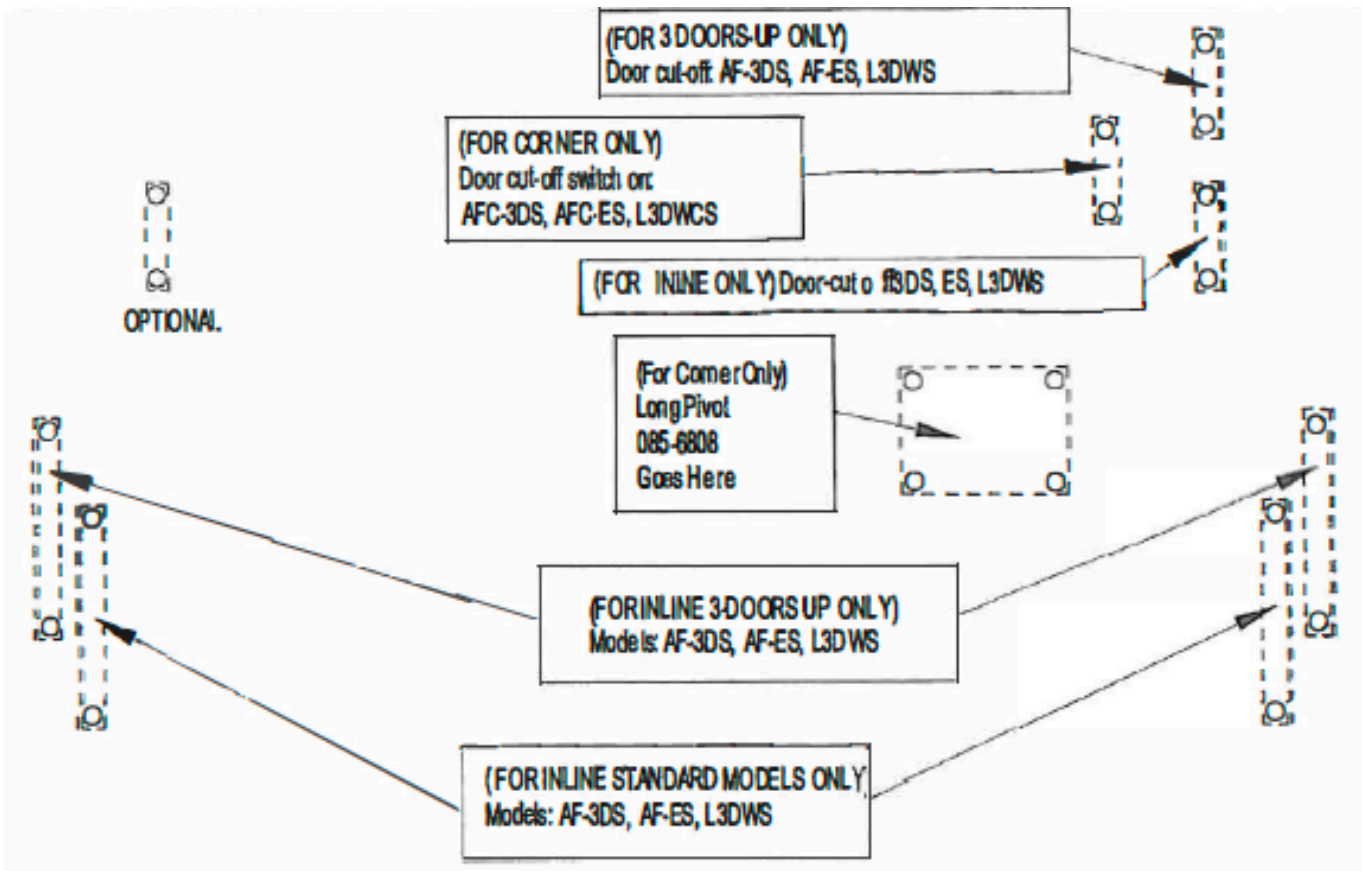 (FOR 3 DOORS-UP ONLY)
Door cut-off: AF-3DS, AF-ES, L3DWS
(FOR CORNER ONLY)
Door cut-off switch on:
AFC-3DS, AFC-ES, L3DWCS
(FOR INLINE ONLY) Door-cut o ff3DS, ES, L3DWS
OPTIONAL
(For Corner Only)
Long Pivot
085-6808
Goes Here
(FOR INLINE 3-DOORS UP ONLY)
Models: AF-3DS, AF-ES, L3DWS
(FOR INLINE STANDARD MODELS ONLY)
Models: AF-3DS, AF-ES, L3DWS